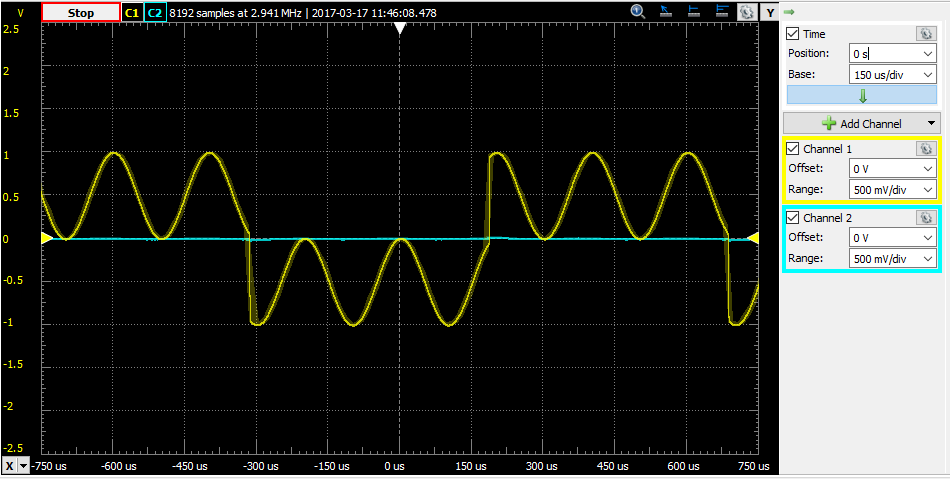 V Stop C1 C2 8192 samples at 2.941 MHz | 2017-03-17 11:46:08.478 Y
2.5
2
1.5
1
0.5
0
-0.5
-1
-1.5
-2
-2.5
X -750 us -600 us -450 us -300 us -150 us 0 us 150 us 300 us 450 us 600 us 750 us
Time
Position: 0 s
Base: 150 us/div
Add Channel
Channel 1
Offset: 0 V
Range: 500 mV/div
Channel 2
Offset: 0 V
Range: 500 mV/div